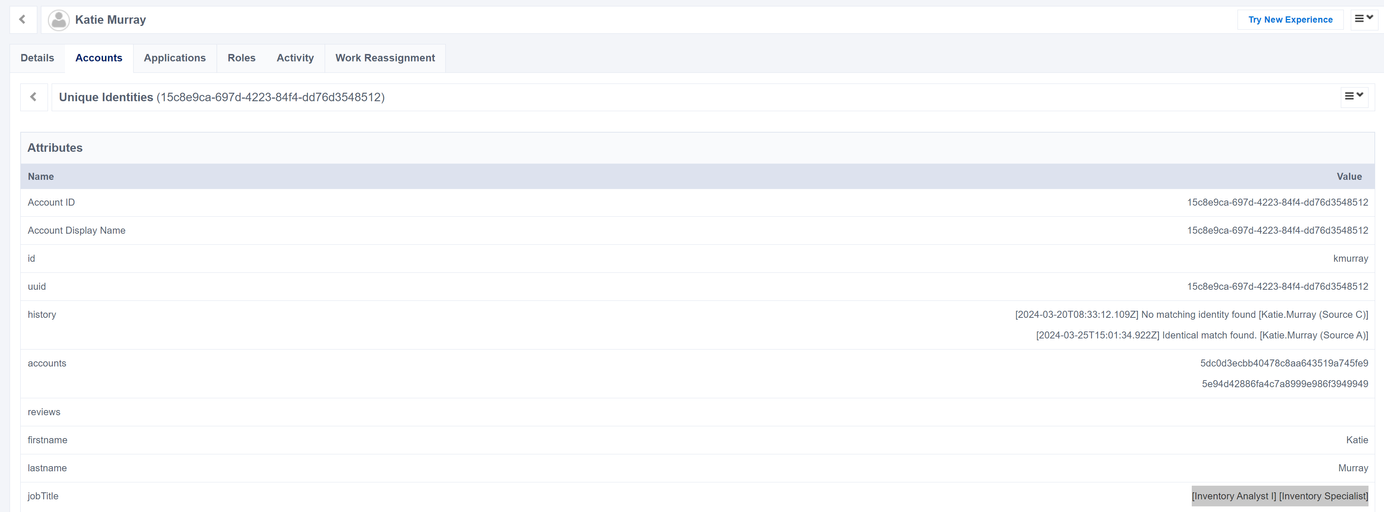 Katie Murray
Try New Experience
Details Accounts Applications Roles Activity Work Reassignment
Unique Identities (15c8e9ca-697d-4223-84f4-dd76d3548512)
Attributes
Name Value
Account ID 15c8e9ca-697d-4223-84f4-dd76d3548512
Account Display Name 15c8e9ca-697d-4223-84f4-dd76d3548512
id kmurray
uuid 15c8e9ca-697d-4223-84f4-dd76d3548512
history [2024-03-20T08:33:12.109Z] No matching identity found [Katie.Murray (Source C)]
[2024-03-25T15:01:34.922Z] Identical match found. [Katie.Murray (Source A)]
accounts 5dc0d3ecbb40478c8aa643519a745fe9
5e94d42886fa4c7a8999e986f3949949
reviews
firstname Katie
lastname Murray
jobTitle [Inventory Analyst I] [Inventory Specialist]